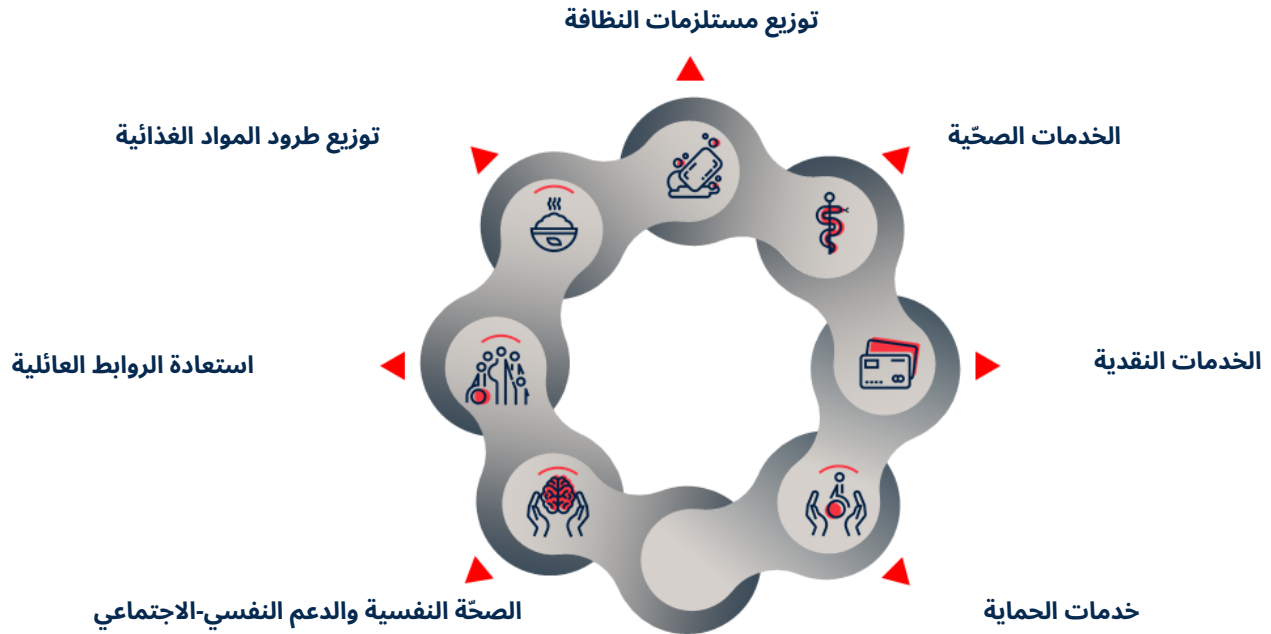 توزيع مستلزمات النظافة
الخدمات الصحّية
توزيع طرود المواد الغذائية
الخدمات النقدية
استعادة الروابط العائلية
خدمات الحماية
الصحّة النفسية والدعم النفسي-الاجتماعي